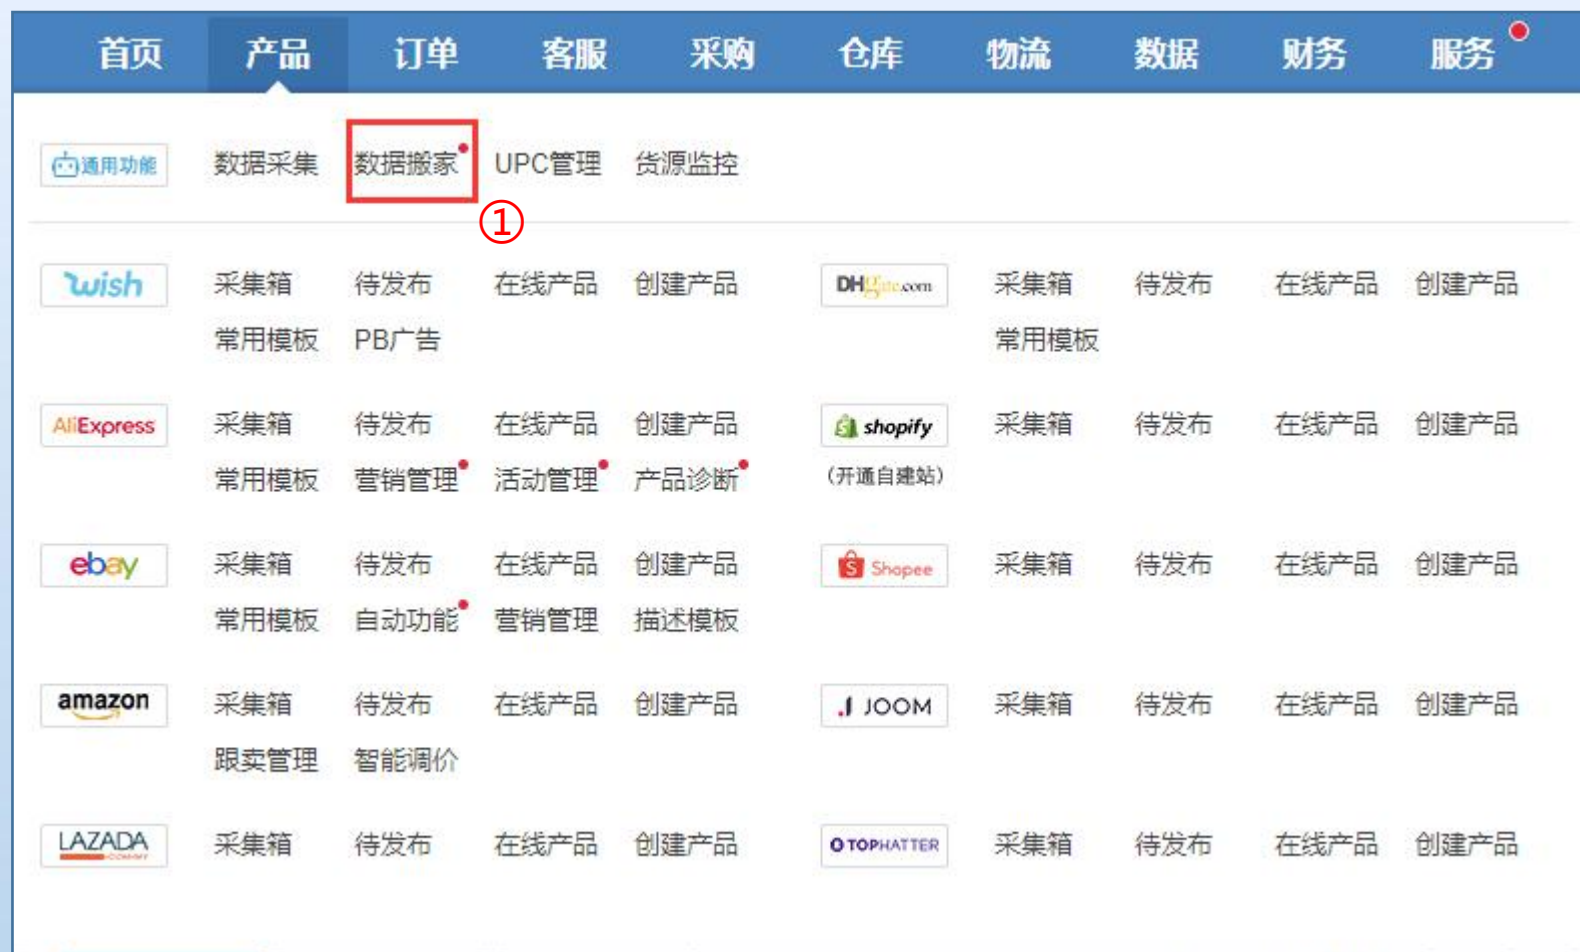 首页 产品 订单 客服 采购 仓库 物流 数据 财务 服务
通用功能 数据采集 数据搬家 UPC管理 货源监控
①
wish 采集箱 待发布 在线产品 创建产品
常用模板 PB广告
DHgate.com 采集箱 待发布 在线产品 创建产品
常用模板
AliExpress 采集箱 待发布 在线产品 创建产品
常用模板 营销管理 活动管理 产品诊断
shopify 采集箱 待发布 在线产品 创建产品
(开通自建站)
ebay 采集箱 待发布 在线产品 创建产品
常用模板 自动功能 营销管理 描述模板
Shopee 采集箱 待发布 在线产品 创建产品
amazon 采集箱 待发布 在线产品 创建产品
跟卖管理 智能调价
JOOM 采集箱 待发布 在线产品 创建产品
LAZADA 采集箱 待发布 在线产品 创建产品
TOPHATTER 采集箱 待发布 在线产品 创建产品